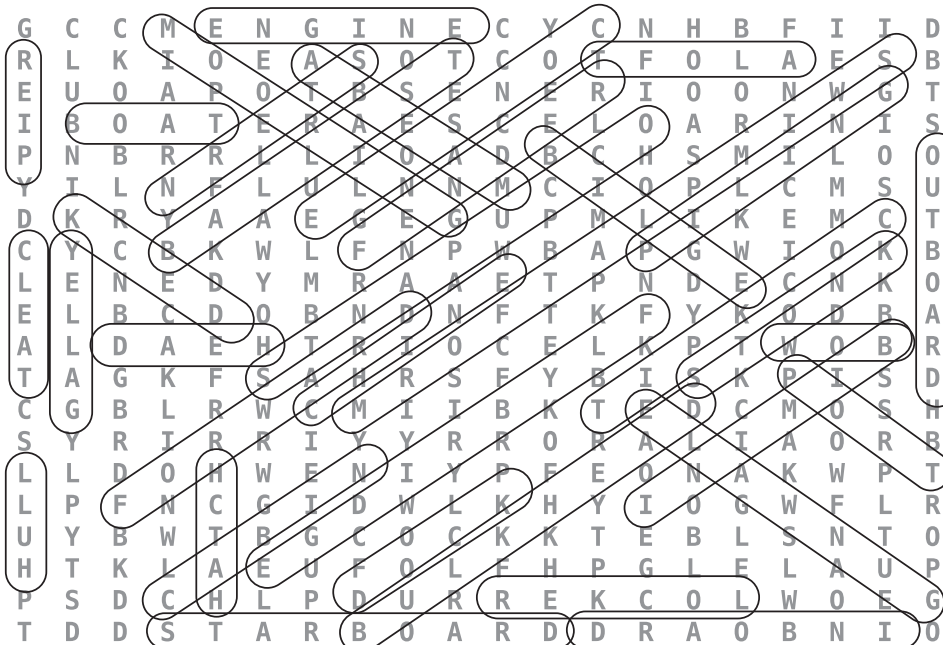 G C C M E N G I N E C Y C N H B F I I D
R L K I O E A S O T C O T F O L A E S B
E U O A P O T B S E N E R I O O N W G T
I B O A T E R A E S C E L O A R I N I S
P N B R R L L I O A D B C H S M I L O O
Y I L N F L U L N N M C I O P L C M S U
D K R Y A A E G E G U P M L I K E M C T
C Y C B K W L F N P W B A P G W I O K B
L E N E D Y M R A A E T P N D E C N K O
E L B C D O B N D N F T K F Y K O D B A
A L D A E H T R I O C E L K P T W O B R
T A G K F S A H R S F Y B I S K P I S D
C G B L R W C M I I B K T E D C M O S H
S Y R I R R I Y Y R R O R A L I A O R B
L L D O H W E N I Y P F E O N A K W P T
L P F N C G I D W L K H Y I O G W F L R
U Y B W T B G C O C K K T E B L S N T O
H T K L A E U F O L F H P G L E L A U P
P S D C H L P D U R R E K C O L W O E G
T D D S T A R B O A R D D R A O B N I O